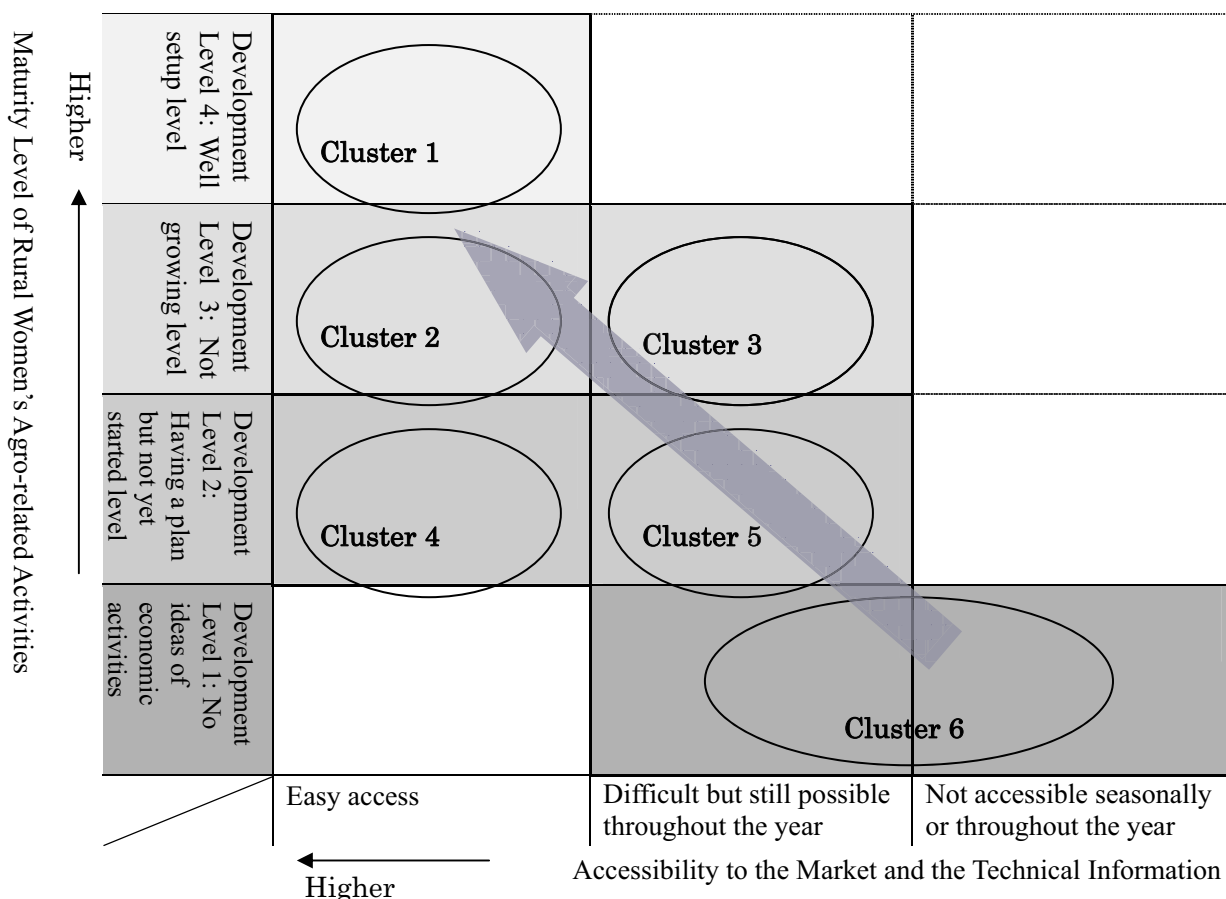 Maturity Level of Rural Women's Agro-related Activities
Higher
Development
Level 4: Well
setup level
Cluster 1
Development
Level 3: Not
growing level
Cluster 2
Cluster 3
Development
Level 2:
Having a plan
but not yet
started level
Cluster 4
Cluster 5
Development
Level 1: No
ideas of
economic
activities
Cluster 6
Easy access
Difficult but still possible
throughout the year
Not accessible seasonally
or throughout the year
Higher
Accessibility to the Market and the Technical Information